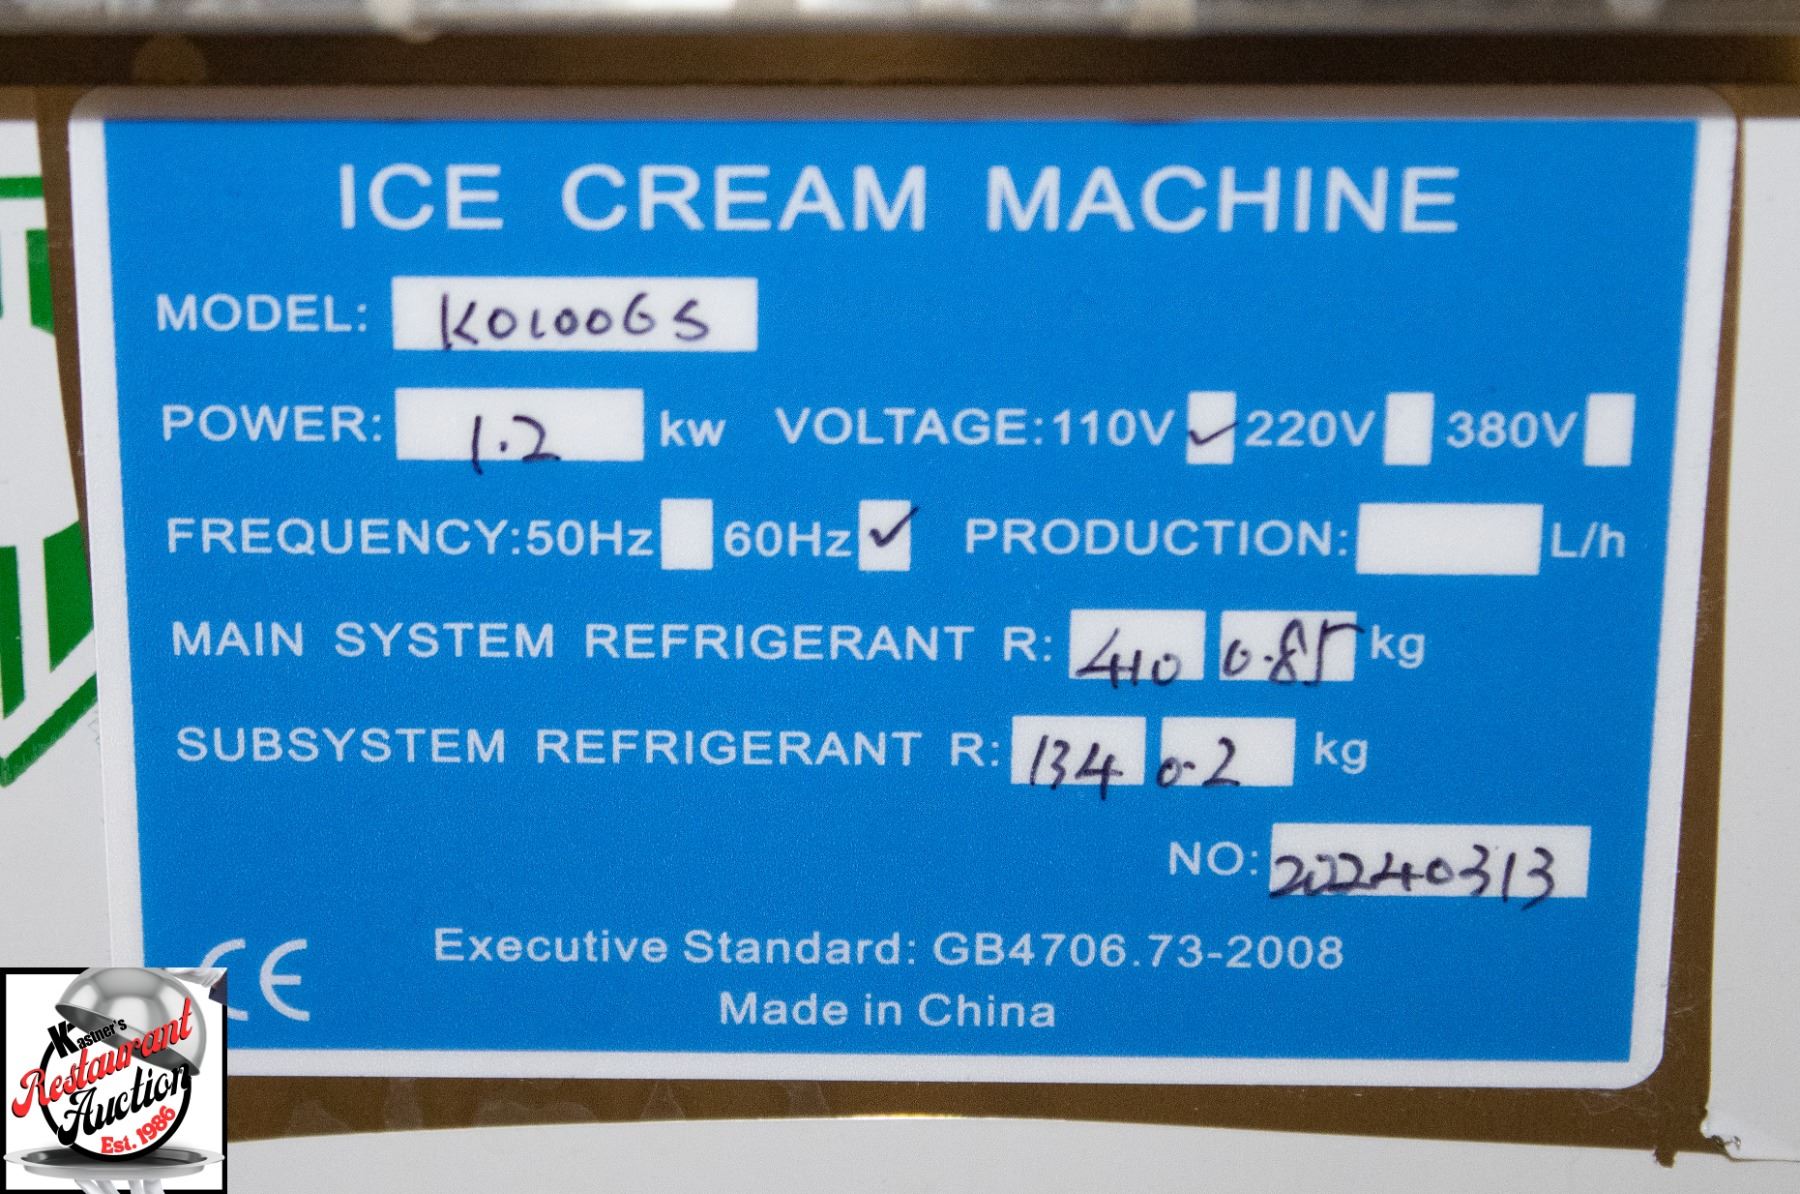 ICE CREAM MACHINE
MODEL: K0100GS
POWER: 1.2 kw VOLTAGE:110V ✓ 220V 380V
FREQUENCY:50Hz 60Hz ✓ PRODUCTION: L/h
MAIN SYSTEM REFRIGERANT R: 410 0.85 kg
SUBSYSTEM REFRIGERANT R: 134 0.2 kg
NO: 20240313
Executive Standard: GB4706.73-2008
CE
Made in China
Kastner's
Restaurant
Auction
Est. 1986